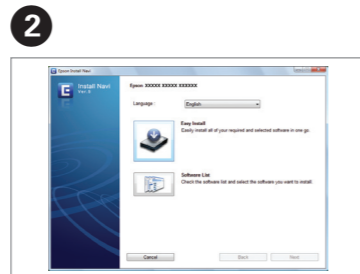 2
Epson Install Navi
Install Navi
Ver.
Epson XXXXX XXXXX XXXXXX
Language :
English
Easy Install
Easily install all of your required and selected software in one go.
Software List
Check the software list and select the software you want to install.
Cancel
Back
Next